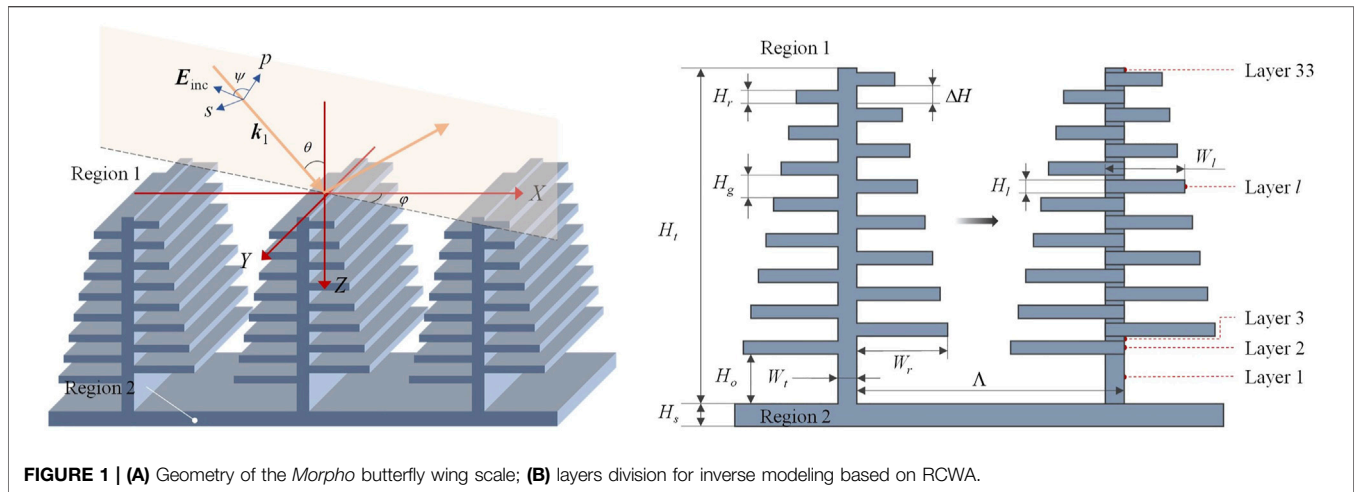 p
ψ
E_inc
s
k_1
θ
Region 1
X
φ
Y
Z
Region 2
Region 1
Layer 33
H_r
ΔH
W_l
H_g
H_l
Layer l
H_t
Layer 3
H_o
W_t
W_r
Λ
Layer 2
Layer 1
H_s
Region 2
FIGURE 1 | (A) Geometry of the Morpho butterfly wing scale; (B) layers division for inverse modeling based on RCWA.